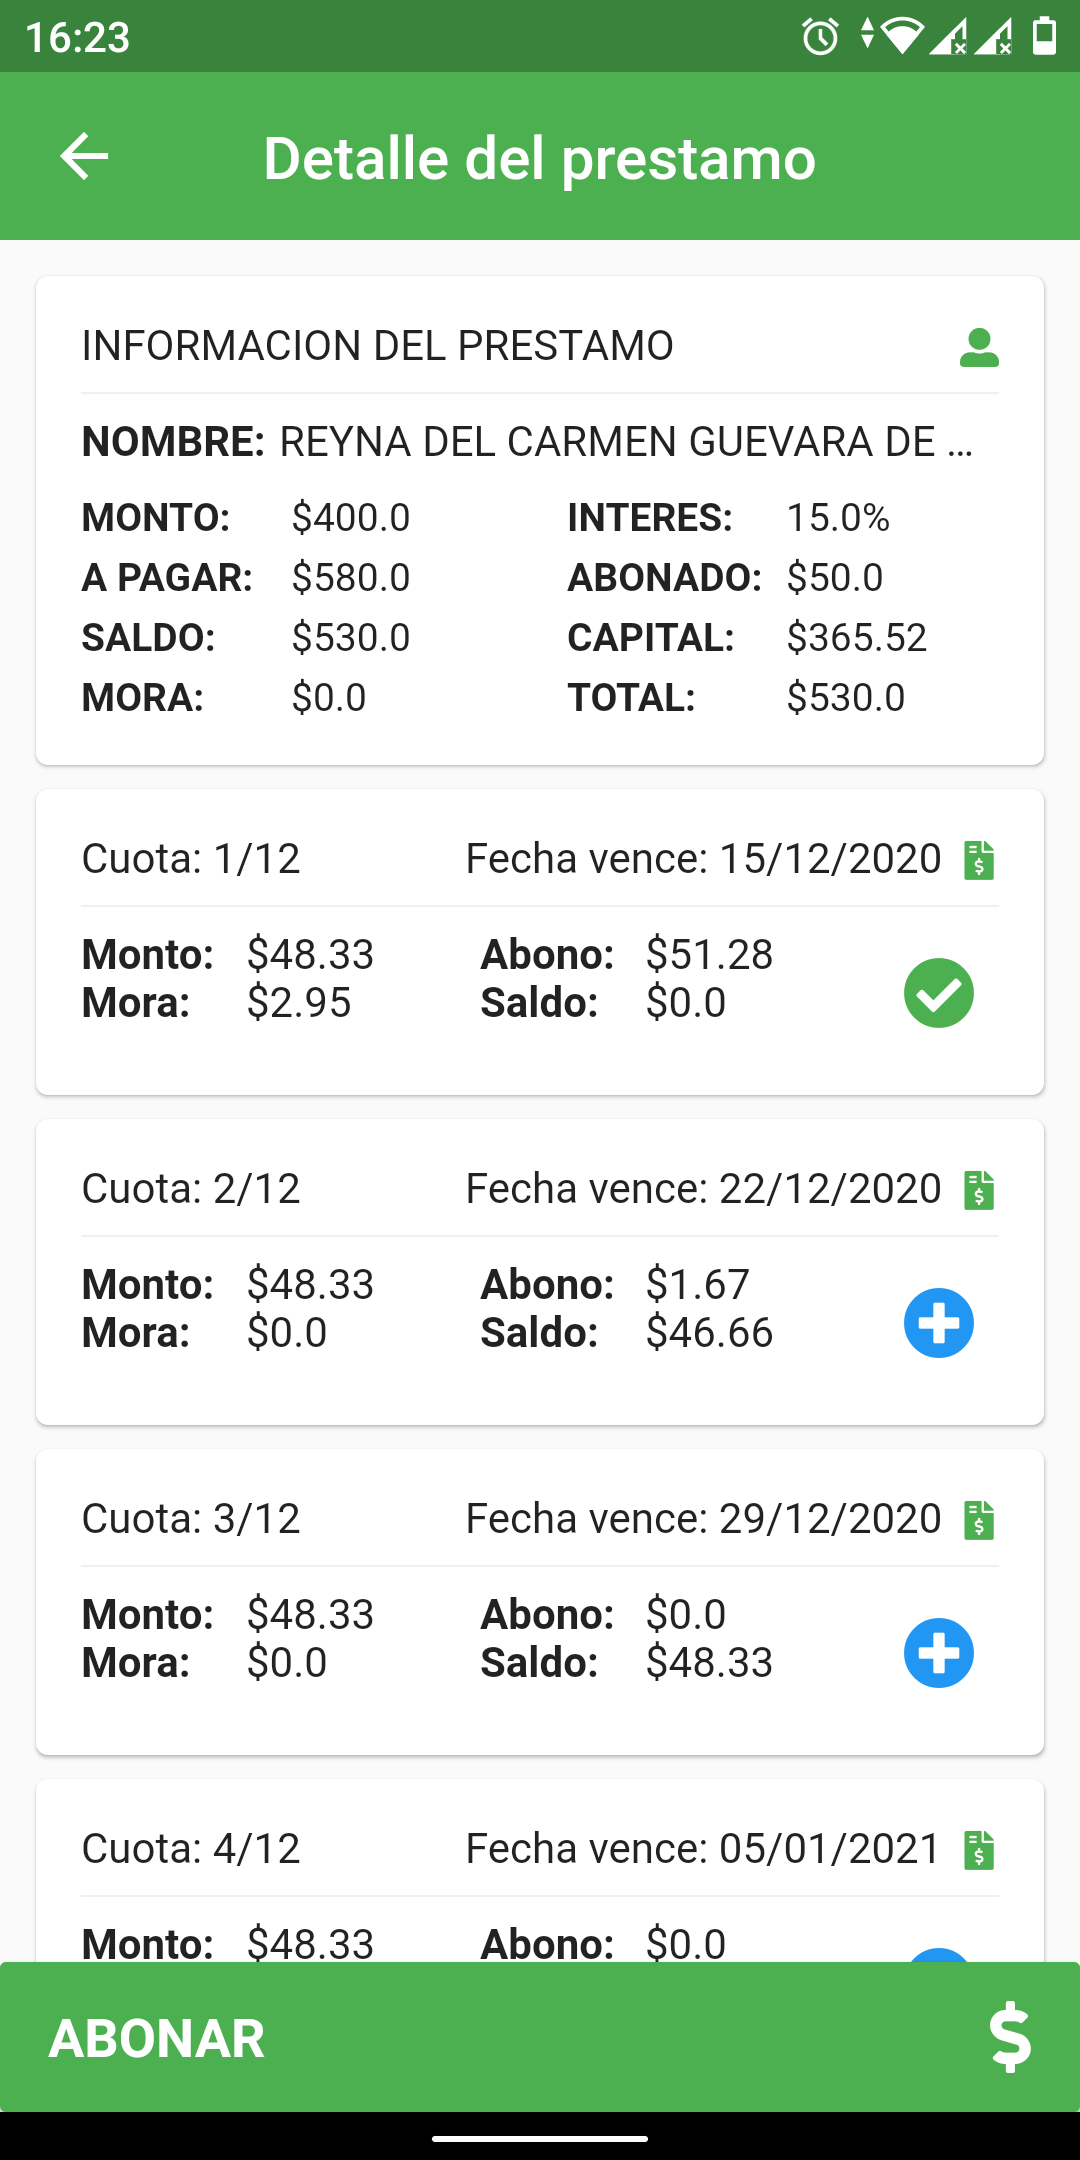 16:23
Detalle del prestamo
INFORMACION DEL PRESTAMO
NOMBRE: REYNA DEL CARMEN GUEVARA DE ...
MONTO: $400.0 INTERES: 15.0%
A PAGAR: $580.0 ABONADO: $50.0
SALDO: $530.0 CAPITAL: $365.52
MORA: $0.0 TOTAL: $530.0
Cuota: 1/12 Fecha vence: 15/12/2020
Monto: $48.33 Abono: $51.28
Mora: $2.95 Saldo: $0.0
Cuota: 2/12 Fecha vence: 22/12/2020
Monto: $48.33 Abono: $1.67
Mora: $0.0 Saldo: $46.66
Cuota: 3/12 Fecha vence: 29/12/2020
Monto: $48.33 Abono: $0.0
Mora: $0.0 Saldo: $48.33
Cuota: 4/12 Fecha vence: 05/01/2021
Monto: $48.33 Abono: $0.0
ABONAR $